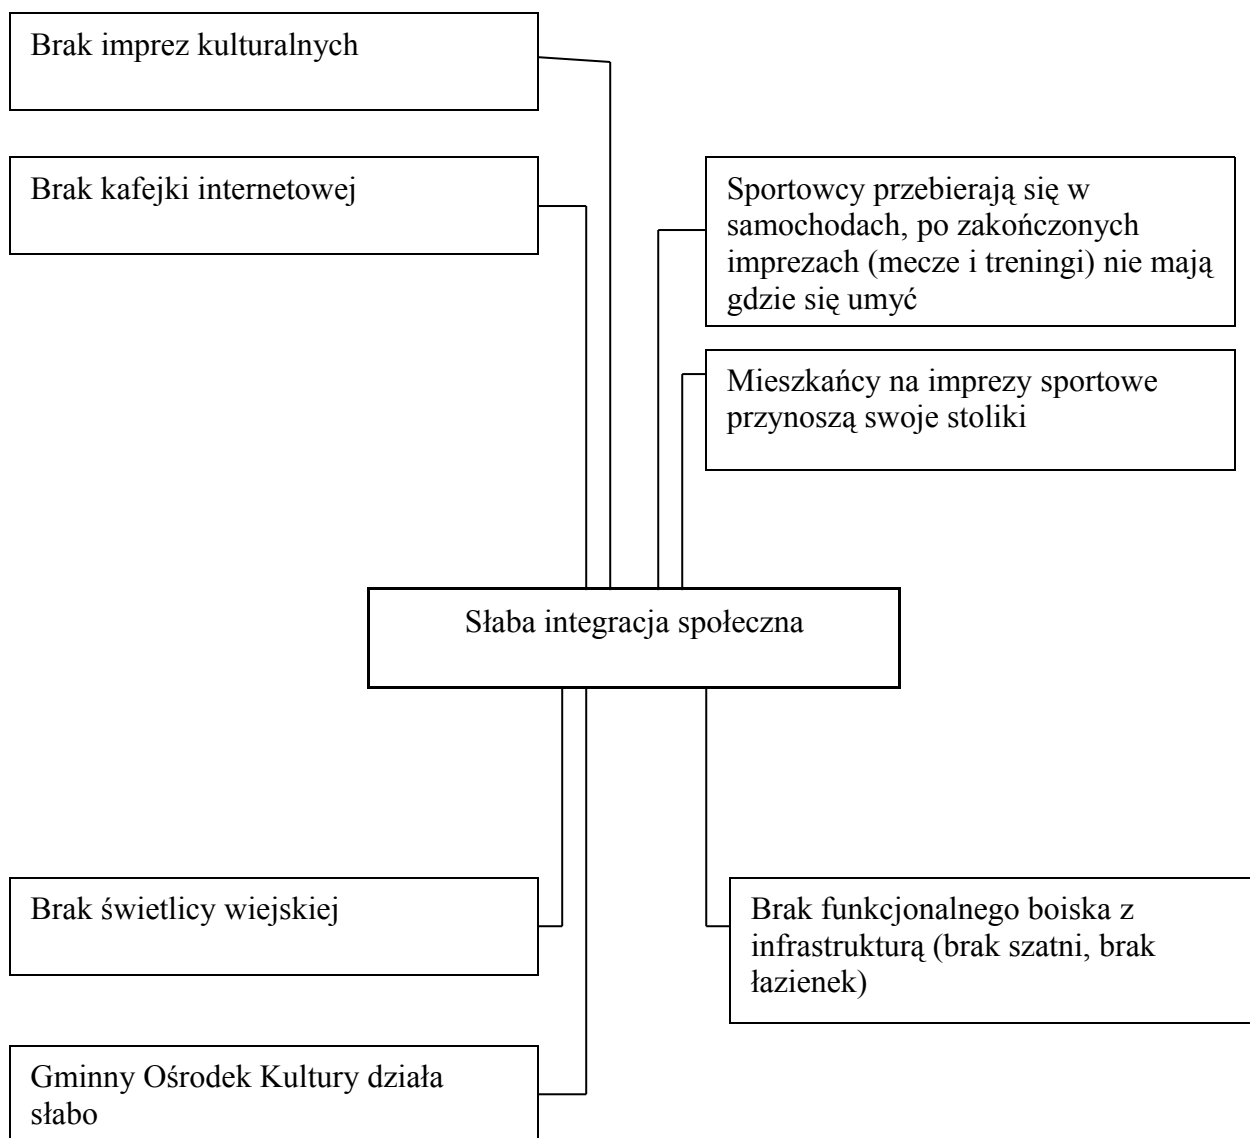 Brak imprez kulturalnych
Brak kafejki internetowej
Sportowcy przebierają się w
samochodach, po zakończonych
imprezach (mecze i treningi) nie mają
gdzie się umyć
Mieszkańcy na imprezy sportowe
przynoszą swoje stoliki
Słaba integracja społeczna
Brak świetlicy wiejskiej
Brak funkcjonalnego boiska z
infrastrukturą (brak szatni, brak
łazienek)
Gminny Ośrodek Kultury działa
słabo